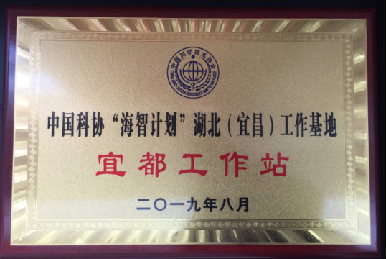 中国科协“海智计划”湖北（宜昌）工作基地
宜都工作站
二〇一九年八月